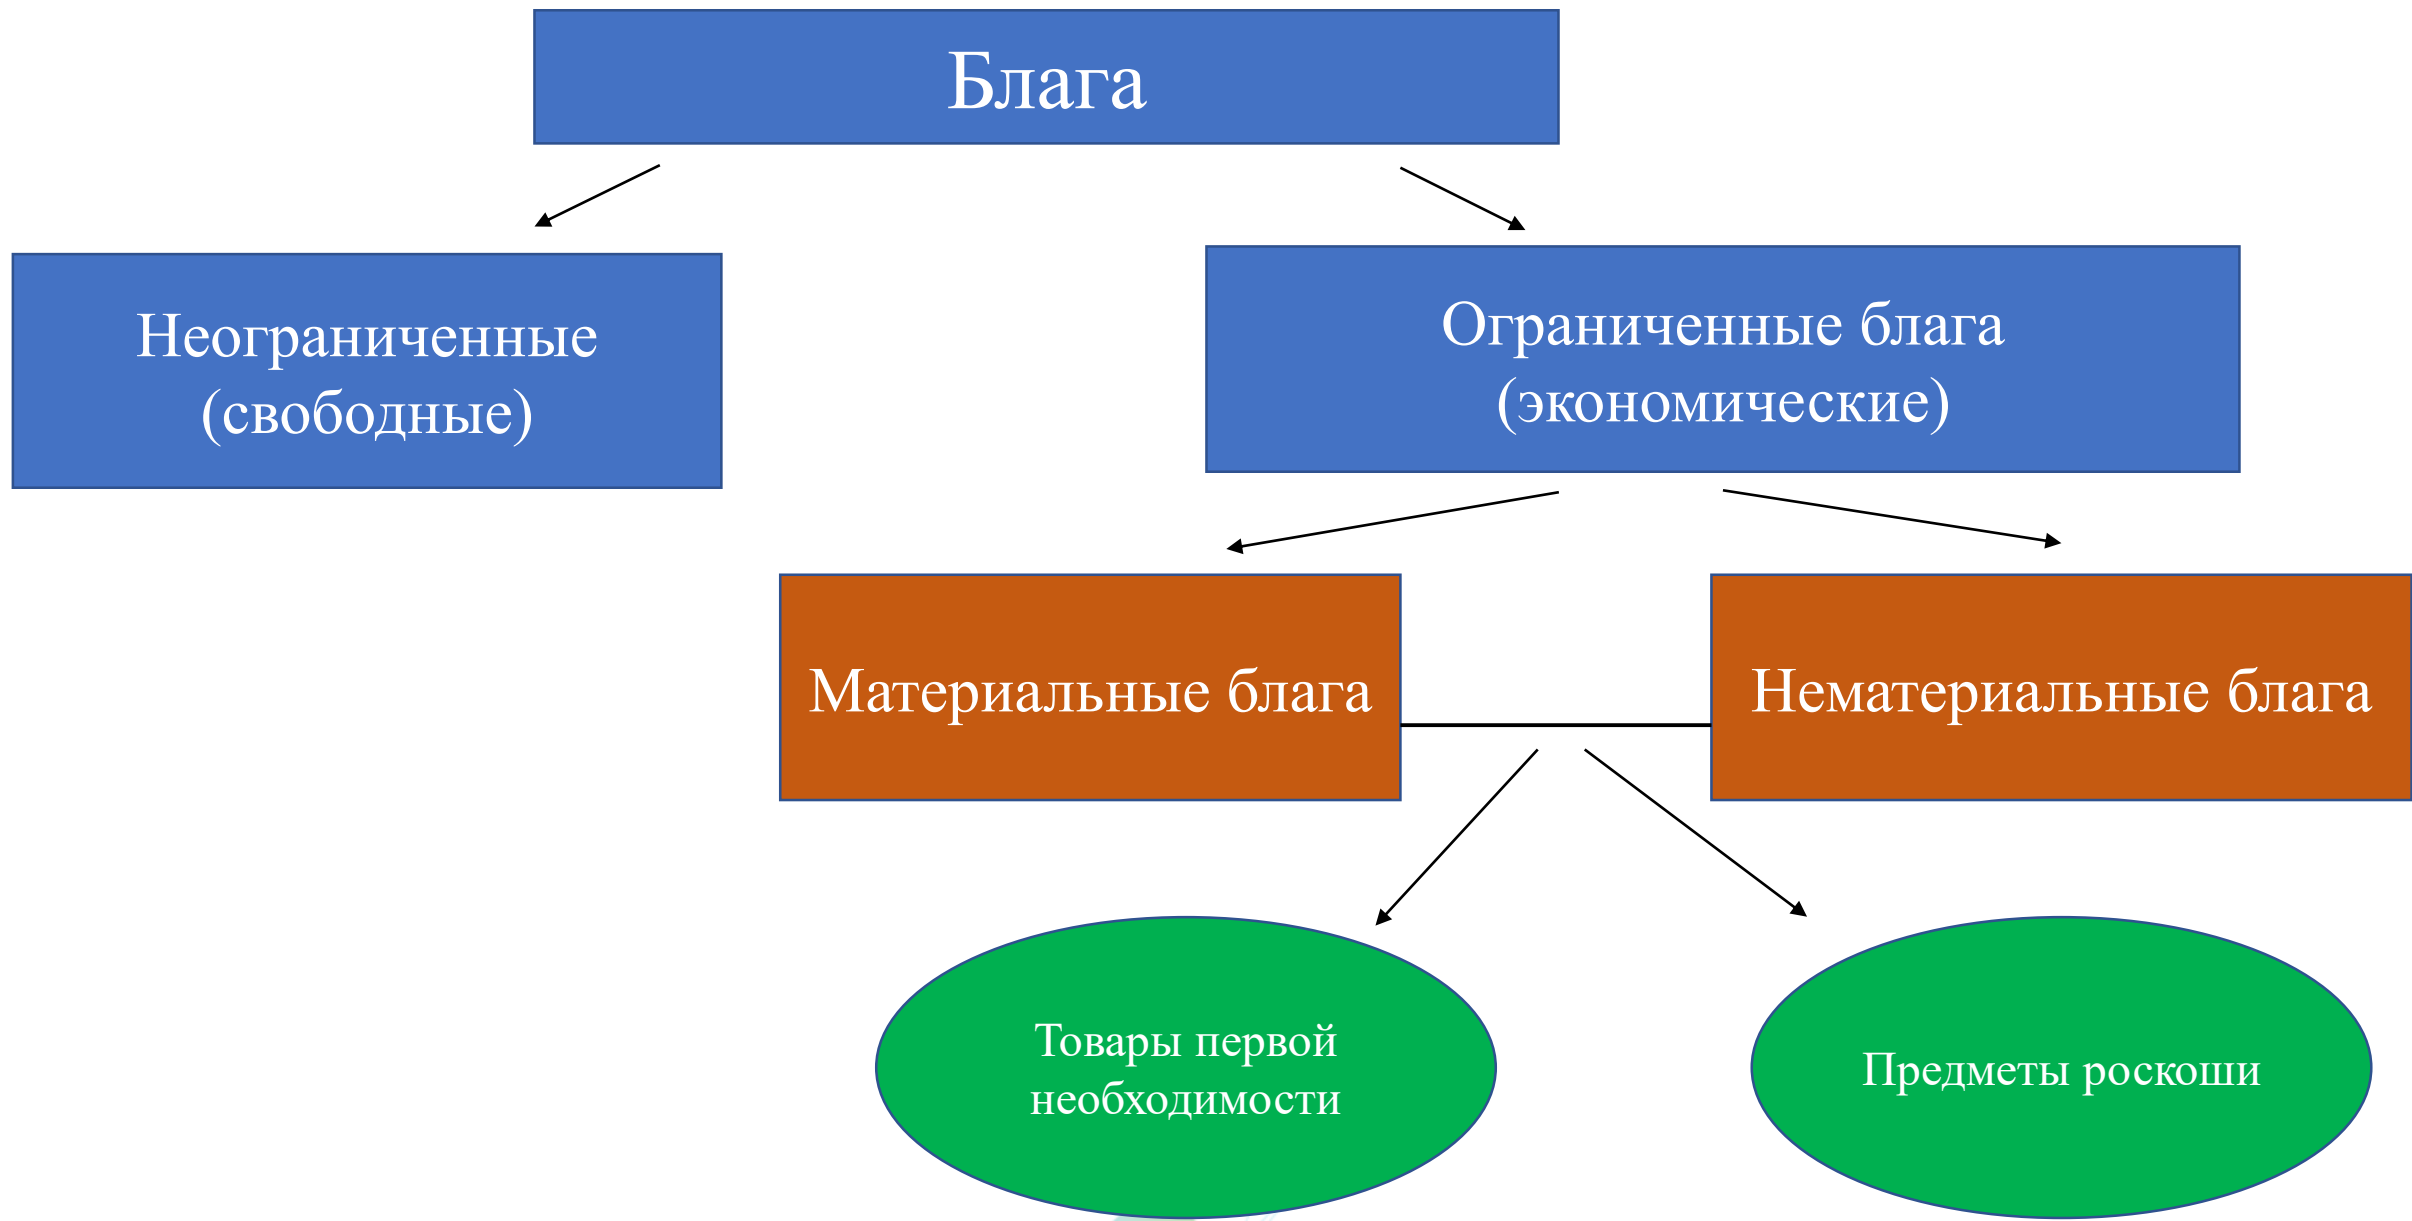 Блага
Неограниченные
(свободные)
Ограниченные блага
(экономические)
Материальные блага
Нематериальные блага
Товары первой
необходимости
Предметы роскоши